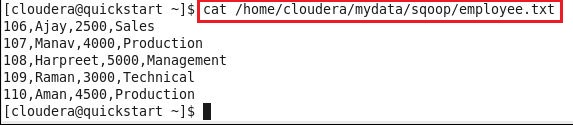 [cloudera@quickstart ~]$ cat /home/cloudera/mydata/sqoop/employee.txt
106,Ajay,2500,Sales
107,Manav,4000,Production
108,Harpreet,5000,Management
109,Raman,3000,Technical
110,Aman,4500,Production
[cloudera@quickstart ~]$